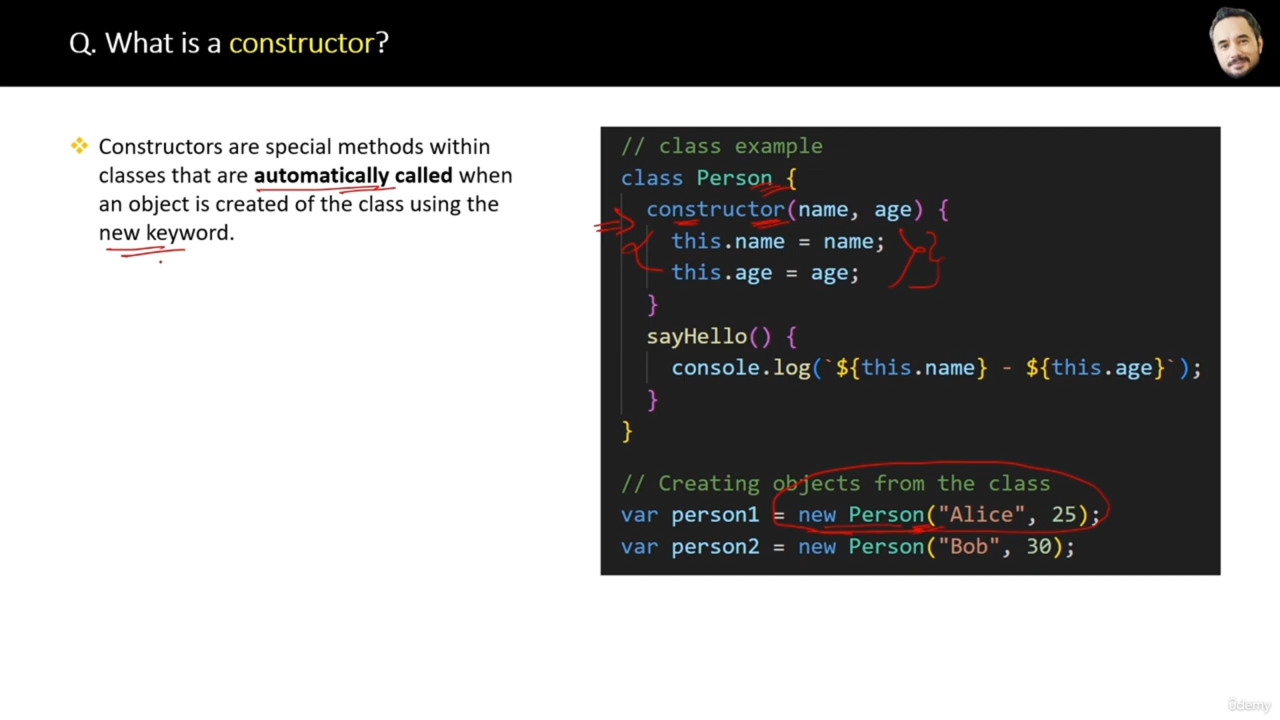 Q. What is a constructor?
Constructors are special methods within
classes that are automatically called when
an object is created of the class using the
new keyword.
// class example
class Person {
constructor(name, age) {
this.name = name;
this.age = age;
}
sayHello() {
console.log(`${this.name} - ${this.age}`);
}
}
// Creating objects from the class
var person1 = new Person("Alice", 25);
var person2 = new Person("Bob", 30);
ûdemy